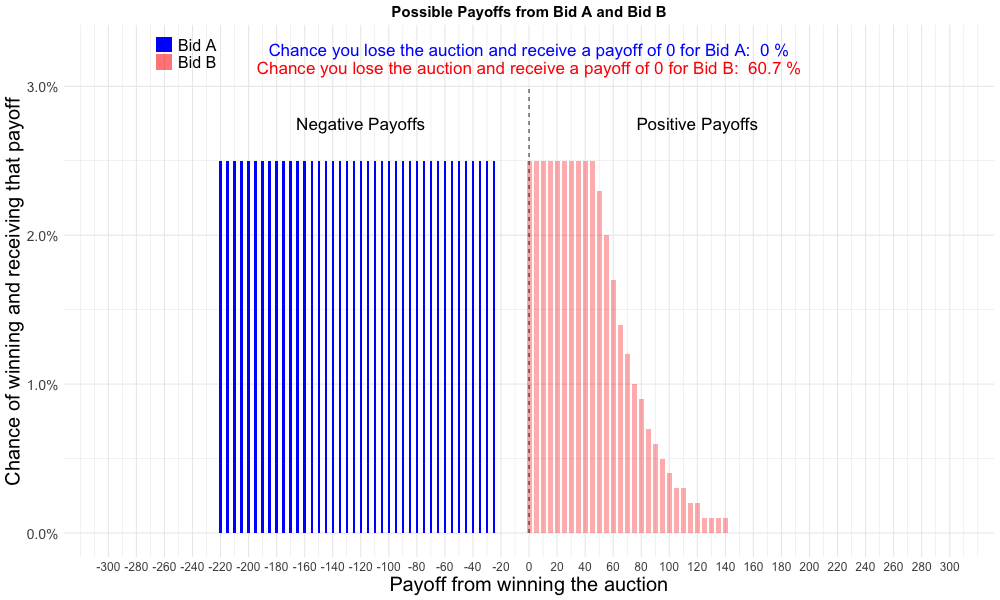 Possible Payoffs from Bid A and Bid B
Bid A
Bid B
Chance you lose the auction and receive a payoff of 0 for Bid A:  0 %
Chance you lose the auction and receive a payoff of 0 for Bid B:  60.7 %
Negative Payoffs
Positive Payoffs
Chance of winning and receiving that payoff
3.0%
2.0%
1.0%
0.0%
-300 -280 -260 -240 -220 -200 -180 -160 -140 -120 -100 -80 -60 -40 -20 0 20 40 60 80 100 120 140 160 180 200 220 240 260 280 300
Payoff from winning the auction